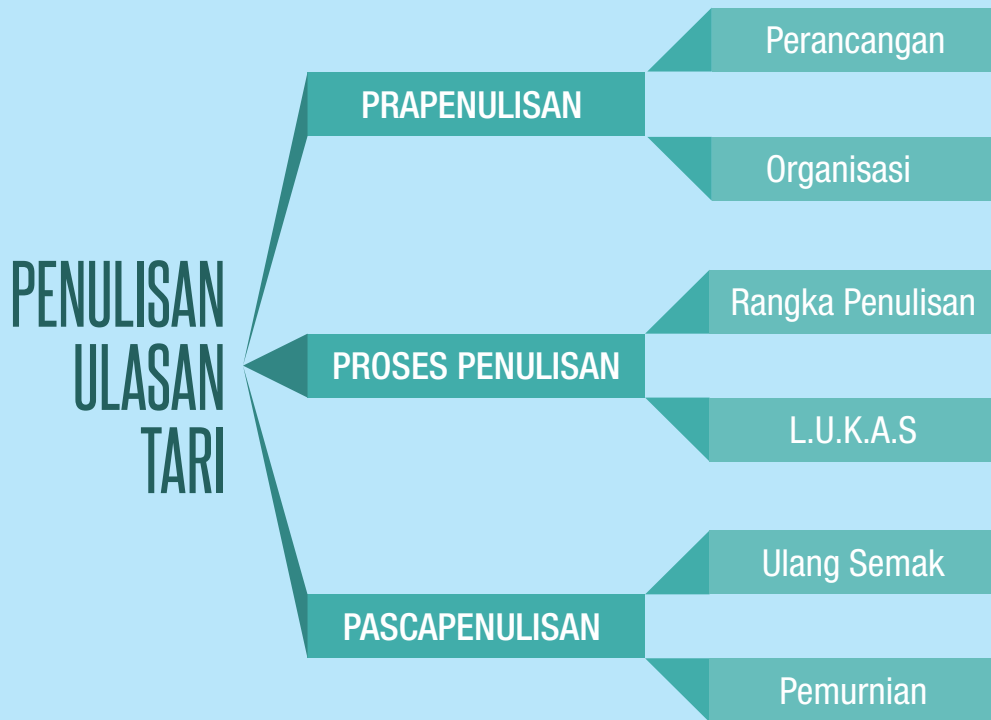 PENULISAN
ULASAN
TARI
PRAPENULISAN
Perancangan
Organisasi
PROSES PENULISAN
Rangka Penulisan
L.U.K.A.S
PASCAPENULISAN
Ulang Semak
Pemurnian